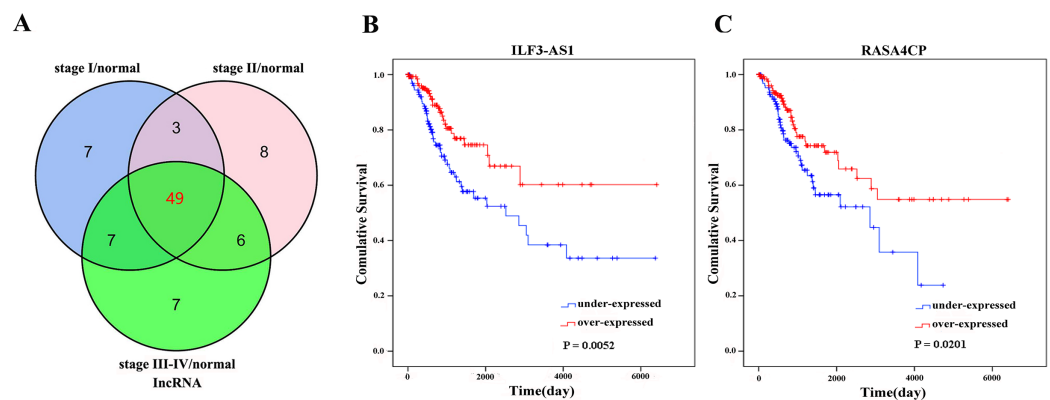 A
stage I/normal
stage II/normal
7
3
8
49
7
6
7
stage III-IV/normal
lncRNA
B
ILF3-AS1
Comulative Survival
1.0
0.8
0.6
0.4
0.2
0.0
under-expressed
over-expressed
P = 0.0052
0
2000
4000
6000
Time(day)
C
RASA4CP
Comulative Survival
1.0
0.8
0.6
0.4
0.2
0.0
under-expressed
over-expressed
P = 0.0201
0
2000
4000
6000
Time(day)